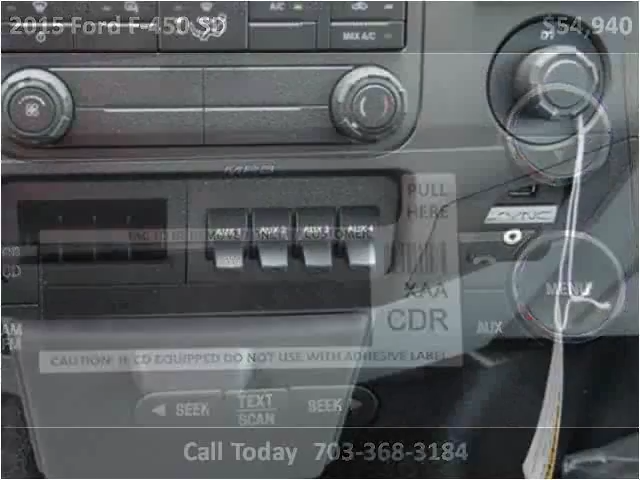 2015 Ford F-450 SD
$54,940
A/C
MAX A/C
PULL
HERE
AUX 1 AUX 2 AUX 3 AUX 4
SYNC
CD
XAA
CDR
MENU
AM
FM
AUX
CAUTION: IF CD EQUIPPED DO NOT USE WITH ADHESIVE LABEL
SEEK
TEXT
SCAN
SEEK
Call Today 703-368-3184